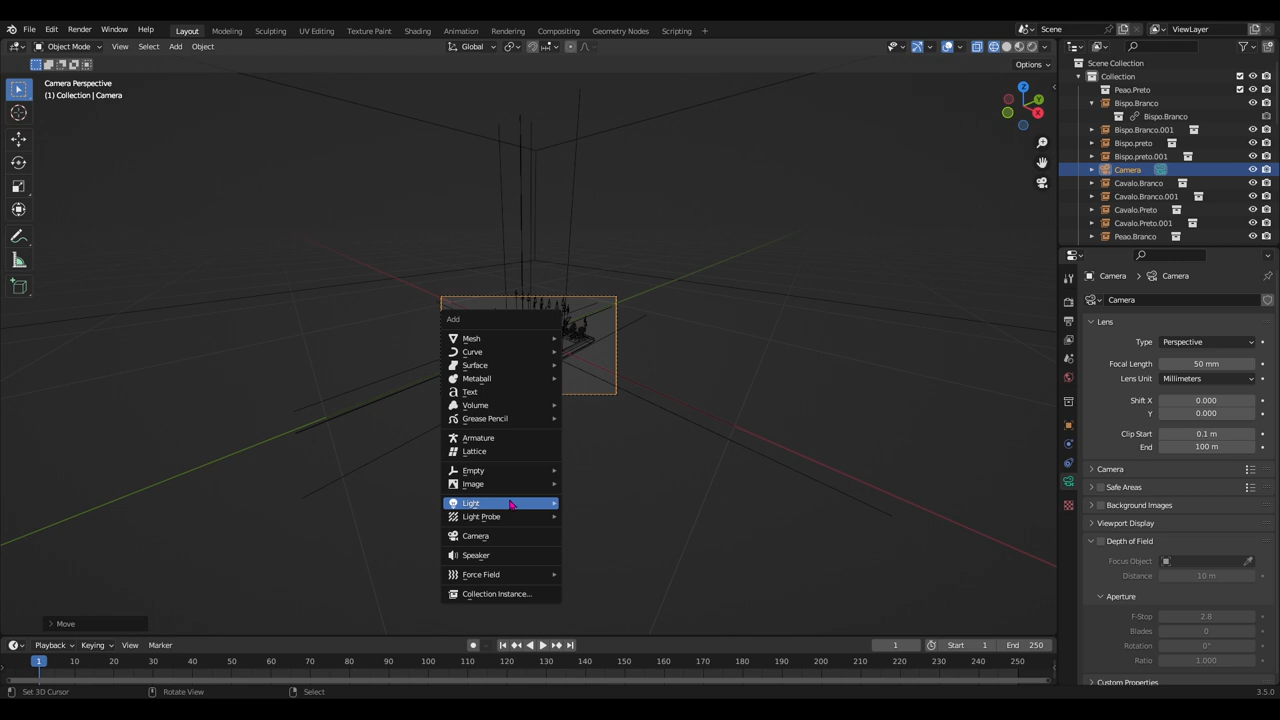 File Edit Render Window Help Layout Modeling Sculpting UV Editing Texture Paint Shading Animation Rendering Compositing Geometry Nodes Scripting + Scene ViewLayer
Object Mode View Select Add Object Global
Options
Camera Perspective
(1) Collection | Camera
Z
Y
X
Add
Mesh
Curve
Surface
Metaball
Text
Volume
Grease Pencil
Armature
Lattice
Empty
Image
Light
Light Probe
Camera
Speaker
Force Field
Collection Instance...
Move
Scene Collection
Collection
Peao.Preto
Bispo.Branco
Bispo.Branco
Bispo.Branco.001
Bispo.preto
Bispo.preto.001
Camera
Cavalo.Branco
Cavalo.Branco.001
Cavalo.Preto
Cavalo.Preto.001
Peao.Branco
Camera > Camera
Camera
Lens
Type Perspective
Focal Length 50 mm
Lens Unit Millimeters
Shift X 0.000
Y 0.000
Clip Start 0.1 m
End 100 m
Camera
Safe Areas
Background Images
Viewport Display
Depth of Field
Focus Object
Distance 10 m
Aperture
F-Stop 2.8
Blades 0
Rotation 0°
Ratio 1.000
Custom Properties
Playback Keying View Marker 1 Start 1 End 250
1 10 20 30 40 50 60 70 80 90 100 110 120 130 140 150 160 170 180 190 200 210 220 230 240 250
Set 3D Cursor Rotate View Select 3.5.0